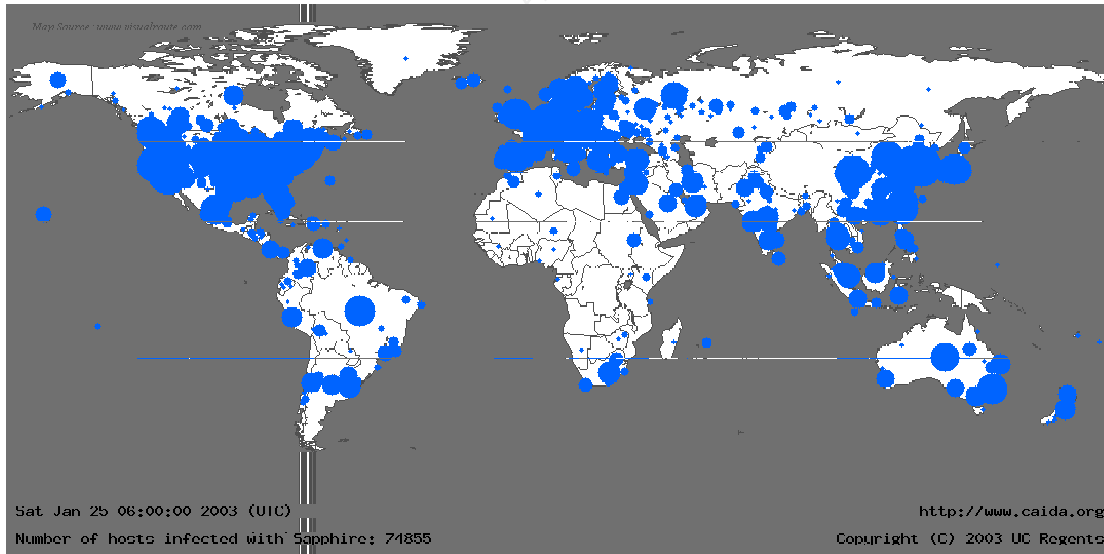 Map Source: www.visualroute.com
Sat Jan 25 06:00:00 2003 (UTC)
http://www.caida.org
Number of hosts infected with Sapphire: 74855
Copyright (C) 2003 UC Regents